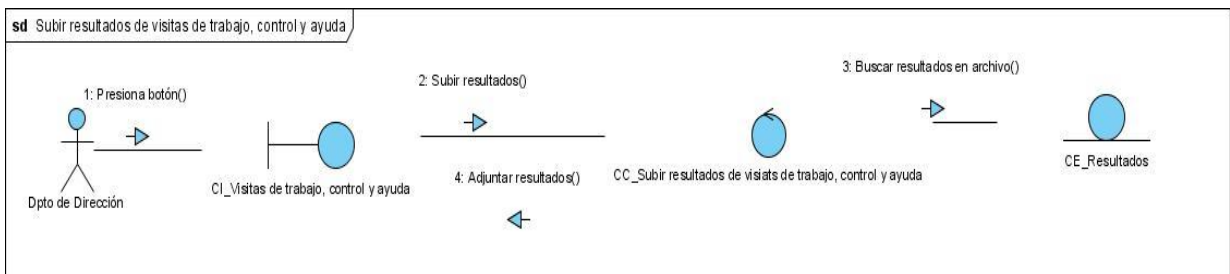 sd Subir resultados de visitas de trabajo, control y ayuda
1: Presiona botón()
2: Subir resultados()
3: Buscar resultados en archivo()
4: Adjuntar resultados()
Dpto de Dirección
CI_Visitas de trabajo, control y ayuda
CC_Subir resultados de visiats de trabajo, control y ayuda
CE_Resultados